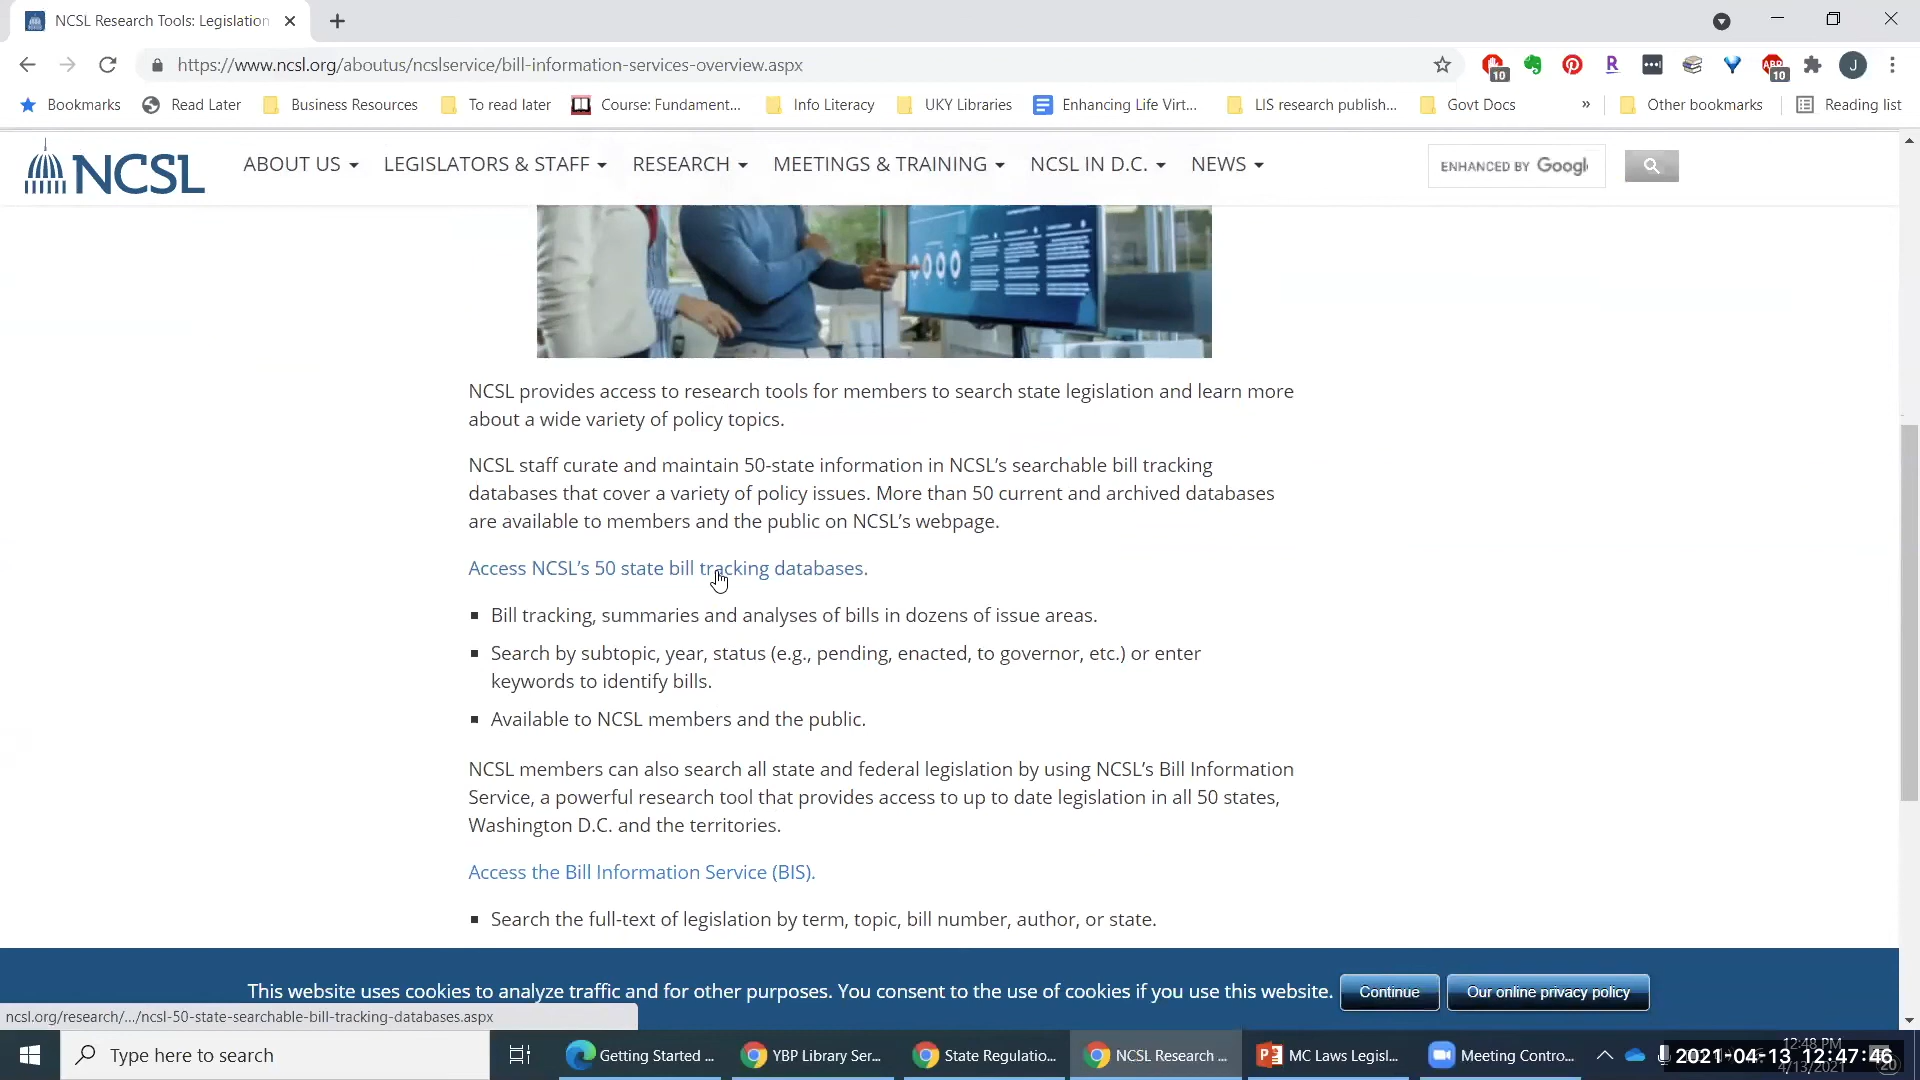 NCSL Research Tools: Legislation
https://www.ncsl.org/aboutus/ncslservice/bill-information-services-overview.aspx
10
R
ABP
10
J
Bookmarks
Read Later
Business Resources
To read later
Course: Fundament...
Info Literacy
UKY Libraries
Enhancing Life Virt...
LIS research publish...
Govt Docs
»
Other bookmarks
Reading list
NCSL
ABOUT US
LEGISLATORS & STAFF
RESEARCH
MEETINGS & TRAINING
NCSL IN D.C.
NEWS
ENHANCED BY Google
NCSL provides access to research tools for members to search state legislation and learn more
about a wide variety of policy topics.
NCSL staff curate and maintain 50-state information in NCSL’s searchable bill tracking
databases that cover a variety of policy issues. More than 50 current and archived databases
are available to members and the public on NCSL’s webpage.
Access NCSL’s 50 state bill tracking databases.
▪ Bill tracking, summaries and analyses of bills in dozens of issue areas.
▪ Search by subtopic, year, status (e.g., pending, enacted, to governor, etc.) or enter
keywords to identify bills.
▪ Available to NCSL members and the public.
NCSL members can also search all state and federal legislation by using NCSL’s Bill Information
Service, a powerful research tool that provides access to up to date legislation in all 50 states,
Washington D.C. and the territories.
Access the Bill Information Service (BIS).
▪ Search the full-text of legislation by term, topic, bill number, author, or state.
This website uses cookies to analyze traffic and for other purposes. You consent to the use of cookies if you use this website.
Continue
Our online privacy policy
ncsl.org/research/.../ncsl-50-state-searchable-bill-tracking-databases.aspx
Type here to search
Getting Started ...
YBP Library Ser...
State Regulatio...
NCSL Research ...
MC Laws Legisl...
Meeting Contro...
12:48 PM
2021-04-13 12:47:46
4/13/2021
20